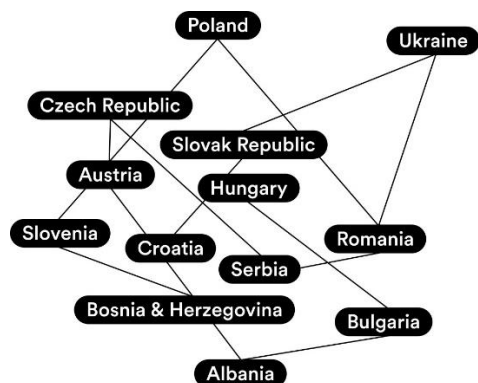 Poland
Ukraine
Czech Republic
Slovak Republic
Austria
Hungary
Slovenia
Croatia
Romania
Serbia
Bosnia & Herzegovina
Bulgaria
Albania